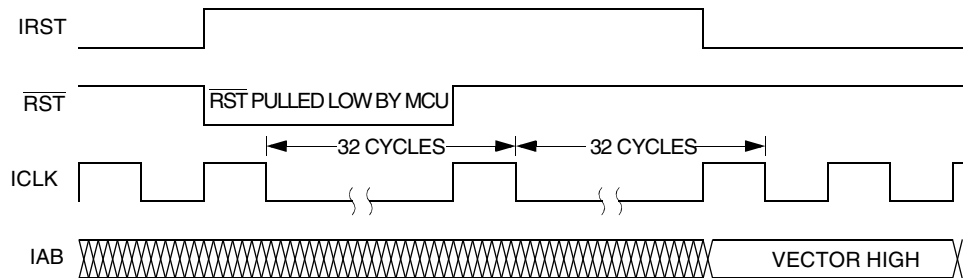 IRST
RST
RST PULLED LOW BY MCU
32 CYCLES
32 CYCLES
ICLK
IAB
VECTOR HIGH